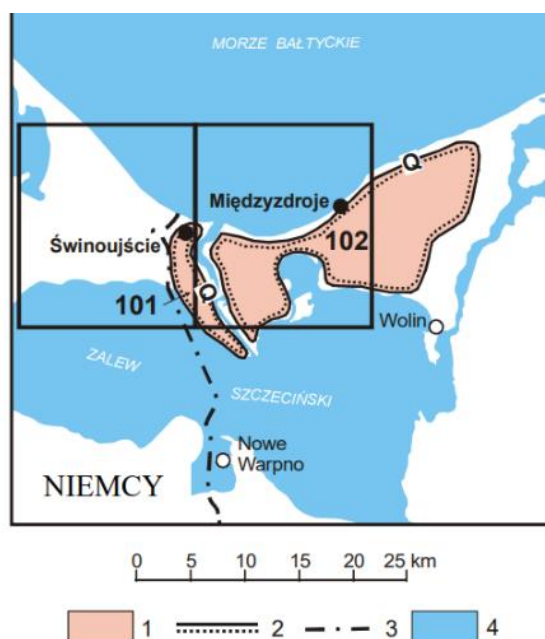 MORZE BAŁTYCKIE
Q
Międzyzdroje
Świnoujście
102
101
Q
Wolin
ZALEW
SZCZECIŃSKI
Nowe
Warpno
NIEMCY
0 5 10 15 20 25 km
1 2 3 4